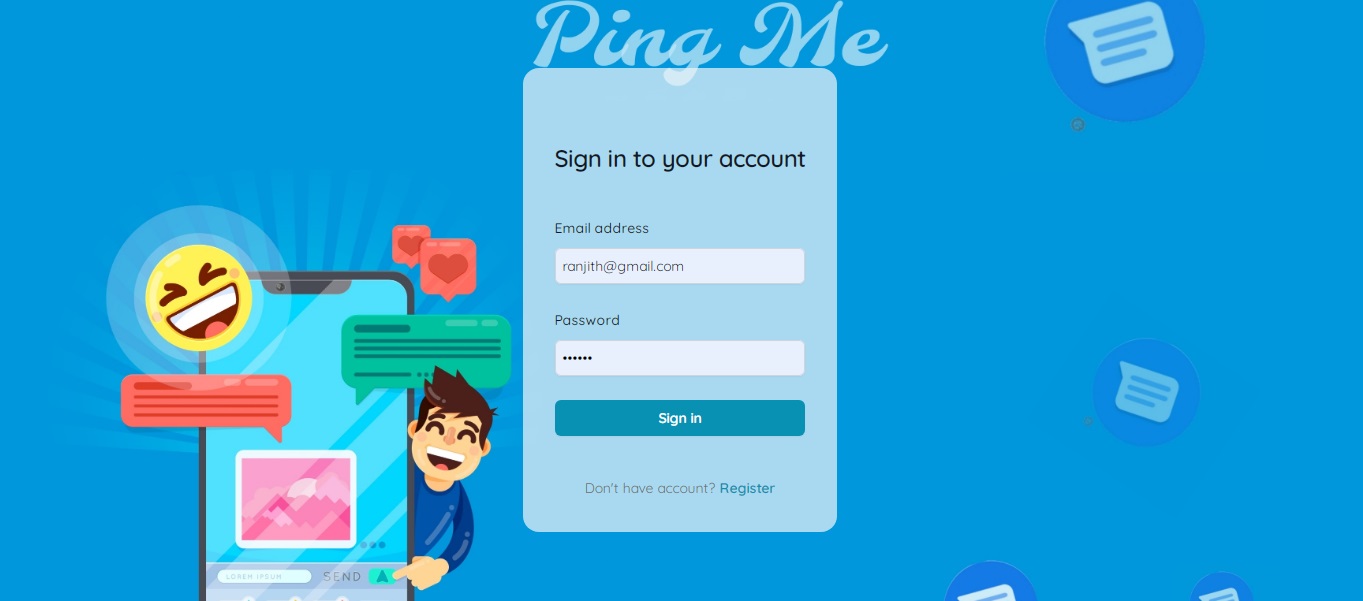 Ping Me
Sign in to your account
Email address
ranjith@gmail.com
Password
••••••
Sign in
Don't have account? Register
LOREM IPSUM
SEND